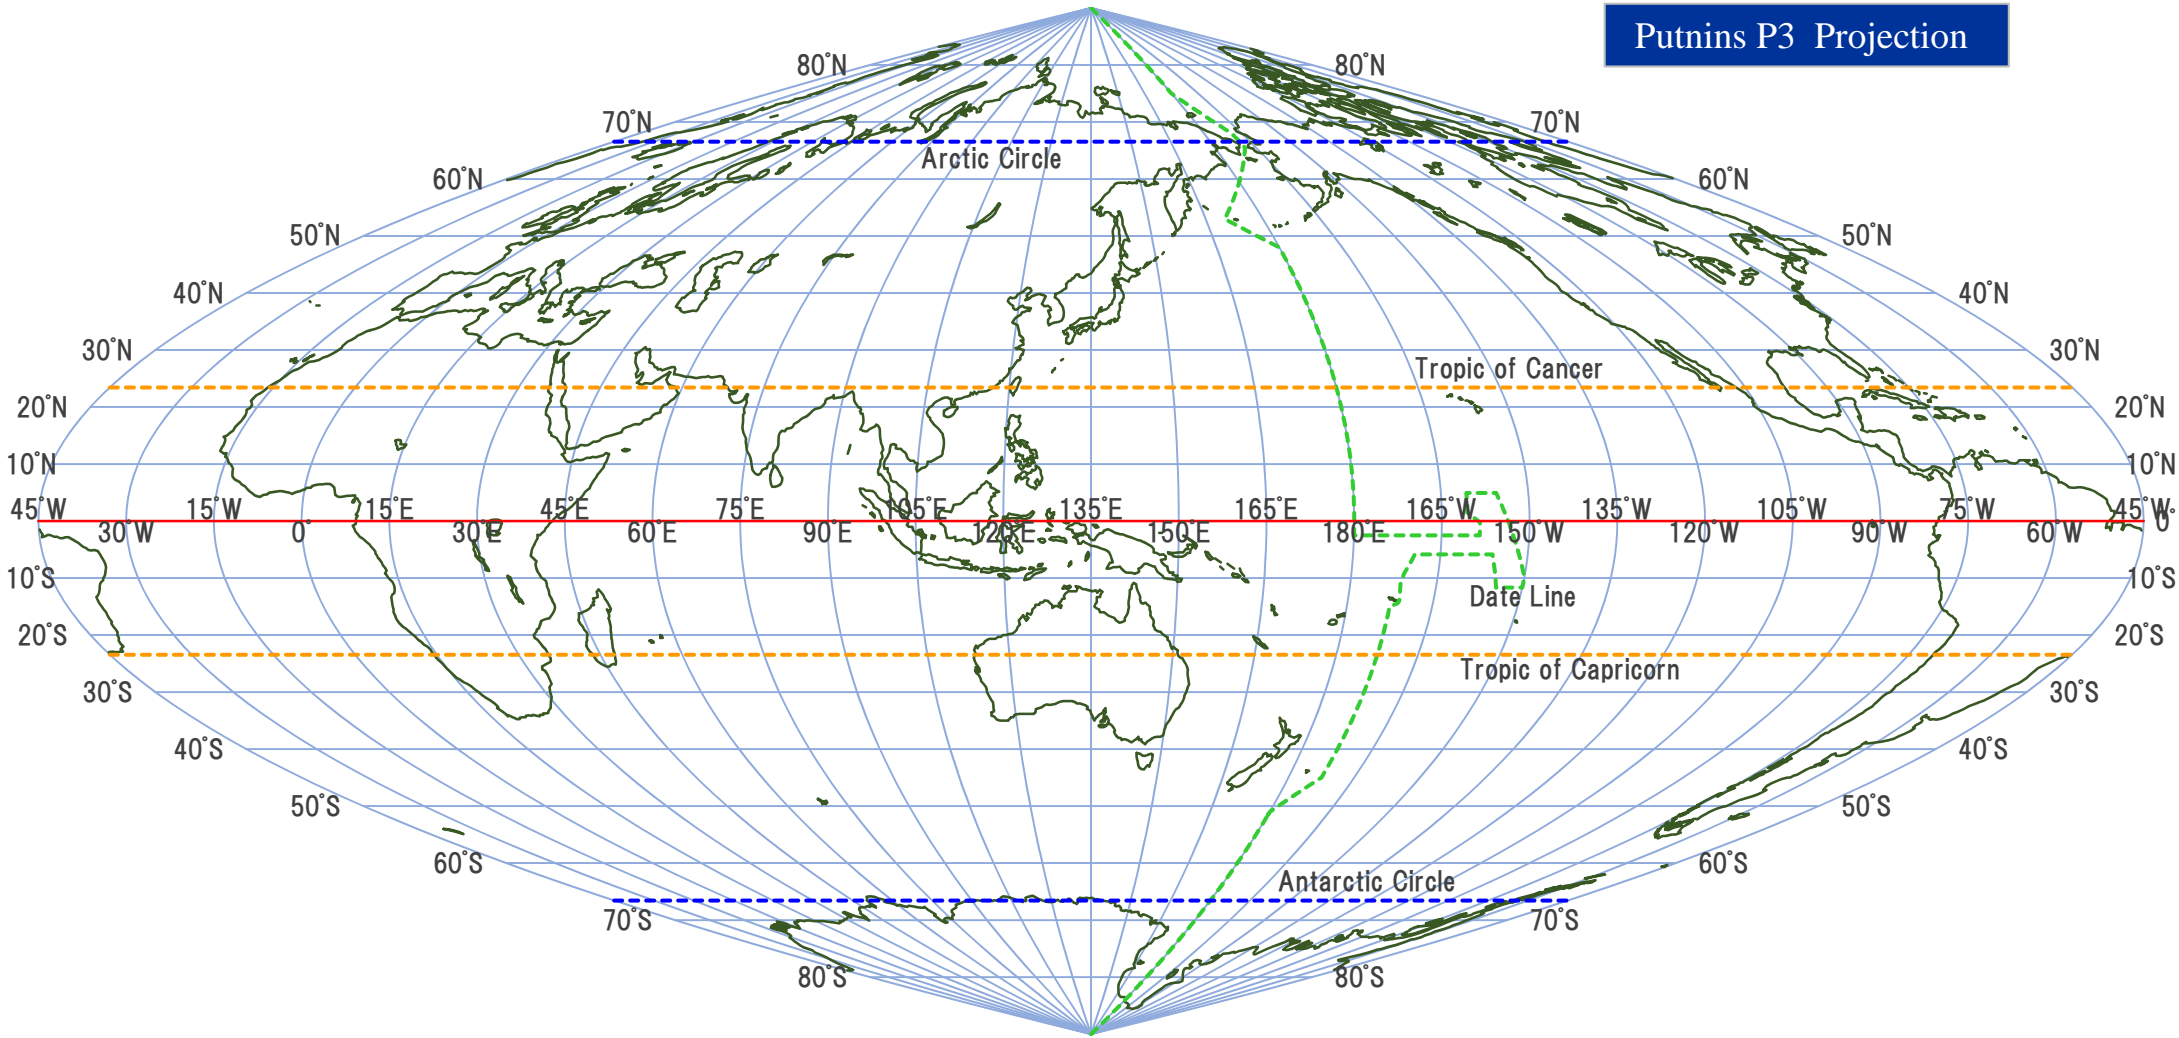 Putnins P3  Projection
80°N 80°N
70°N 70°N
Arctic Circle
60°N 60°N
50°N 50°N
40°N 40°N
30°N 30°N
Tropic of Cancer
20°N 20°N
10°N 10°N
45°W 15°W 15°E 45°E 75°E 105°E 135°E 165°E 165°W 135°W 105°W 75°W 45°W
0°
30°W 0° 30°E 60°E 90°E 120°E 150°E 180°E 150°W 120°W 90°W 60°W
10°S 10°S
Date Line
20°S 20°S
Tropic of Capricorn
30°S 30°S
40°S 40°S
50°S 50°S
60°S 60°S
Antarctic Circle
70°S 70°S
80°S 80°S